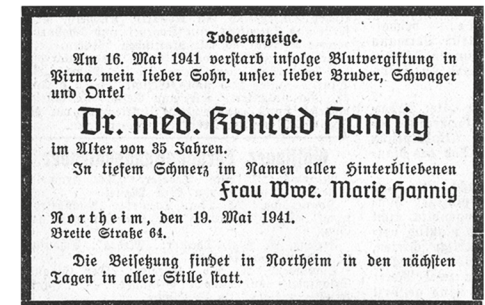 Todesanzeige.
Am 16. Mai 1941 verstarb infolge Blutvergiftung in
Pirna mein lieber Sohn, unser lieber Bruder, Schwager
und Onkel
Dr. med. Konrad Hannig
im Alter von 35 Jahren.
In tiefem Schmerz im Namen aller Hinterbliebenen
Frau Wwe. Marie Hannig
Northeim, den 19. Mai 1941.
Breite Straße 64.
Die Beisetzung findet in Northeim in den nächsten
Tagen in aller Stille statt.